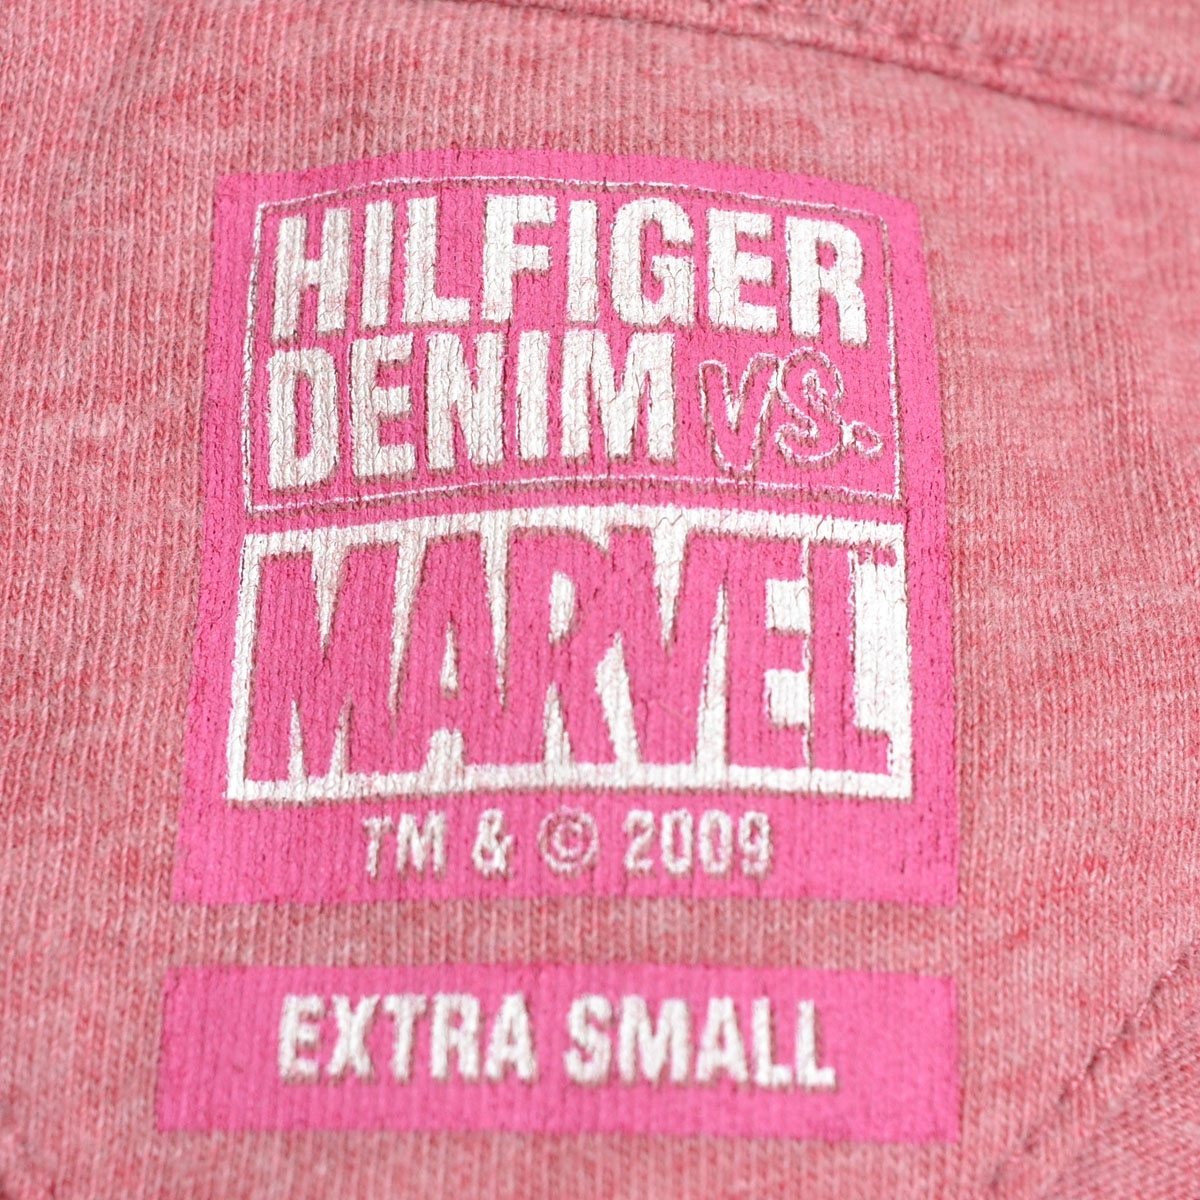 HILFIGER
DENIM VS.
MARVEL
TM & © 2009
EXTRA SMALL